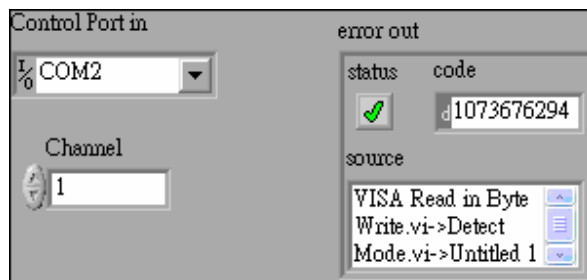 Control Port in
error out
I/O COM2
status
code
d 1073676294
Channel
1
source
VISA Read in Byte
Write.vi->Detect
Mode.vi->Untitled 1